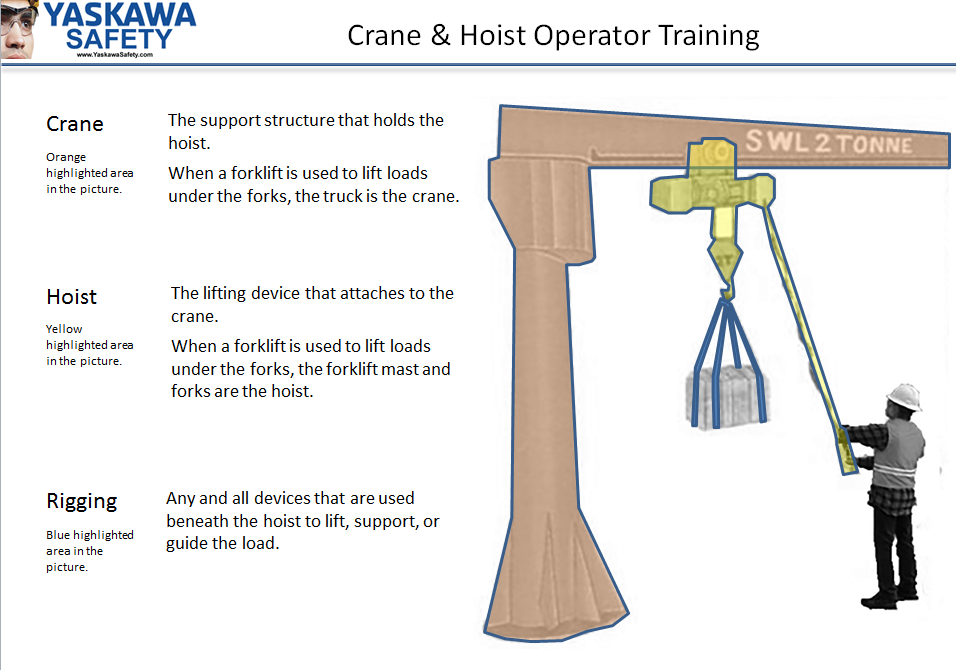 YASKAWA
SAFETY
www.YaskawaSafety.com
Crane & Hoist Operator Training
Crane
Orange
highlighted area
in the picture.
The support structure that holds the
hoist.
When a forklift is used to lift loads
under the forks, the truck is the crane.
SWL 2 TONNE
Hoist
Yellow
highlighted area
in the picture.
The lifting device that attaches to the
crane.
When a forklift is used to lift loads
under the forks, the forklift mast and
forks are the hoist.
Rigging
Blue highlighted
area in the
picture.
Any and all devices that are used
beneath the hoist to lift, support, or
guide the load.